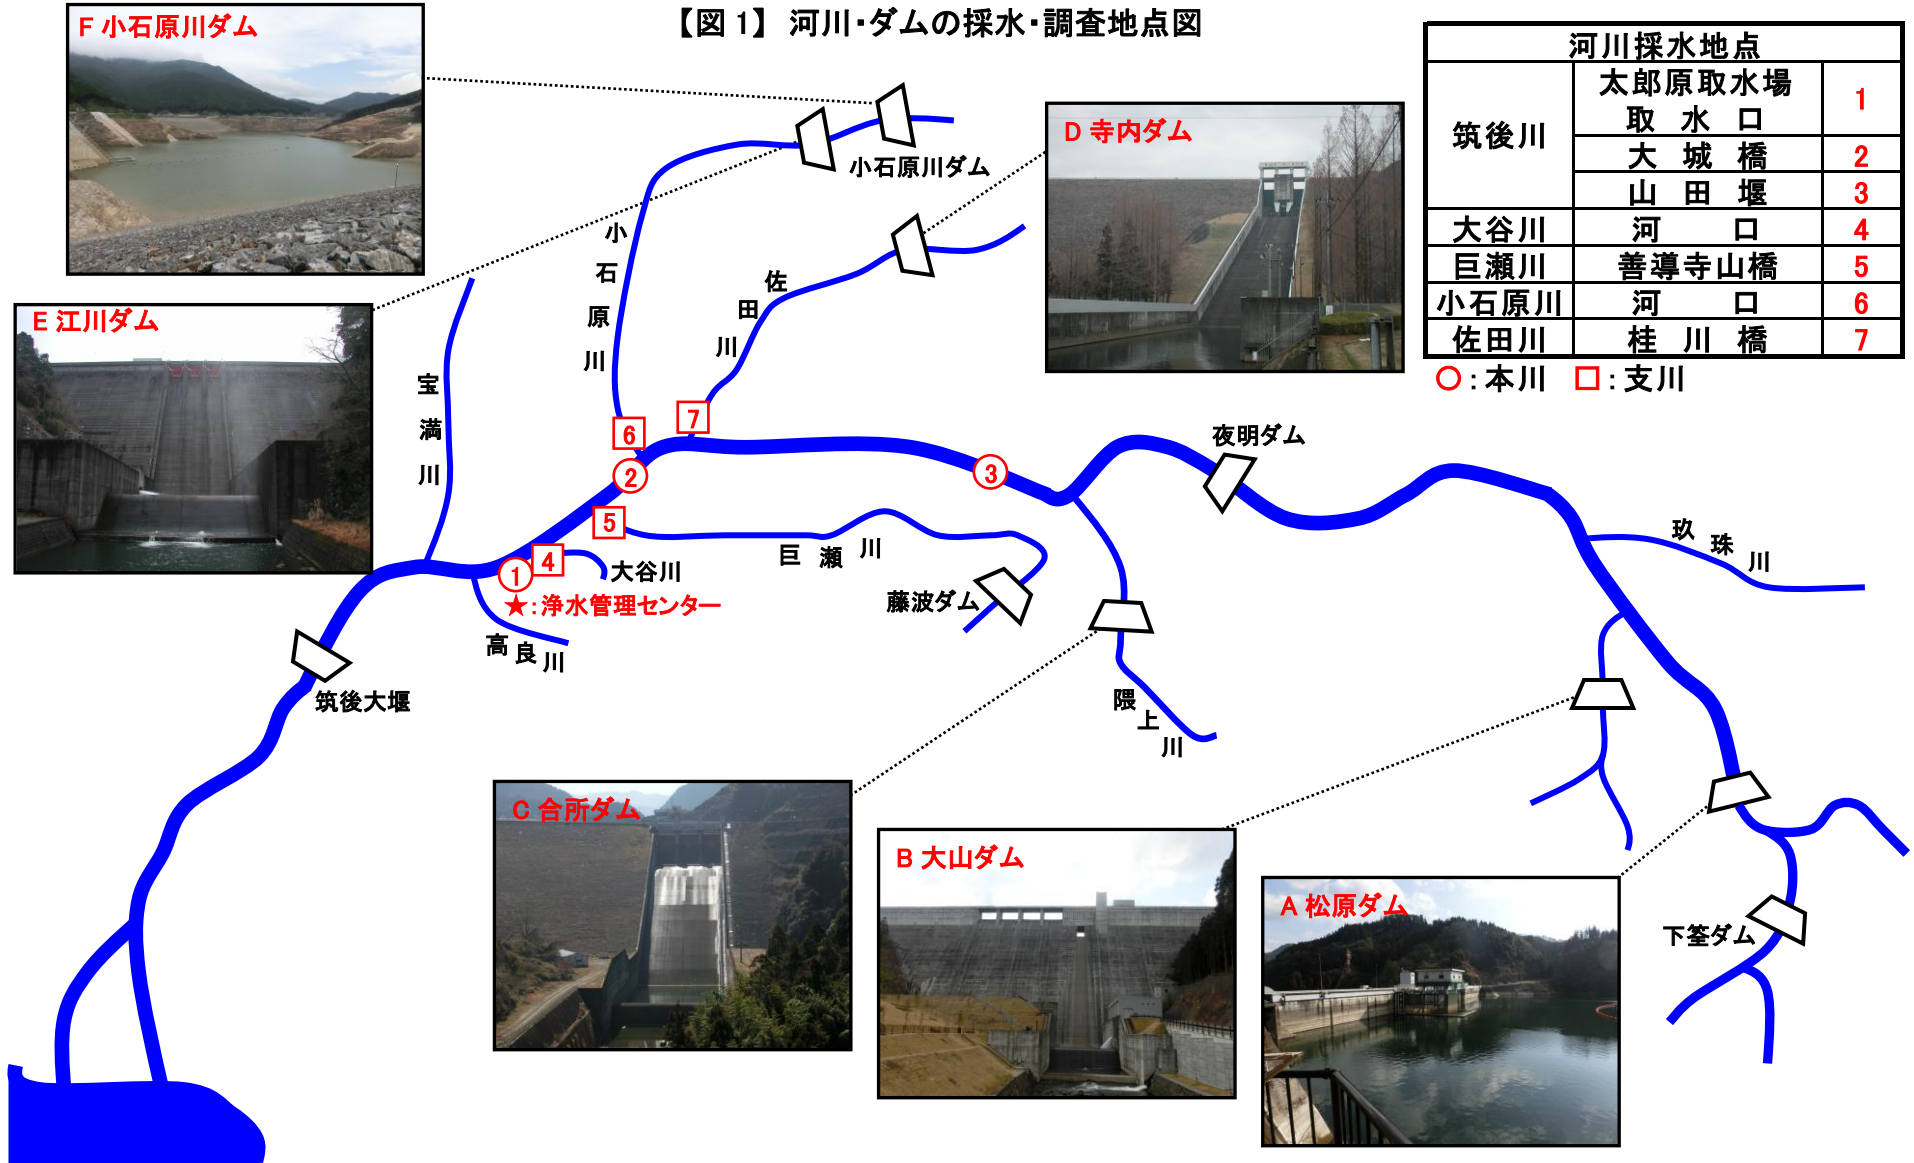 【図 1】 河川・ダムの採水・調査地点図
F 小石原川ダム
E 江川ダム
D 寺内ダム
C 合所ダム
B 大山ダム
A 松原ダム
河川採水地点
筑後川 太郎原取水場 取水口 1
大城橋 2
山田堰 3
大谷川 河口 4
巨瀬川 善導寺山橋 5
小石原川 河口 6
佐田川 桂川橋 7
○:本川 □:支川
小石原川ダム
小石原川
佐田川
宝満川
6
7
2
3
5
4
1
夜明ダム
玖珠川
巨瀬川
大谷川
★:浄水管理センター
藤波ダム
高良川
筑後大堰
隈上川
下筌ダム